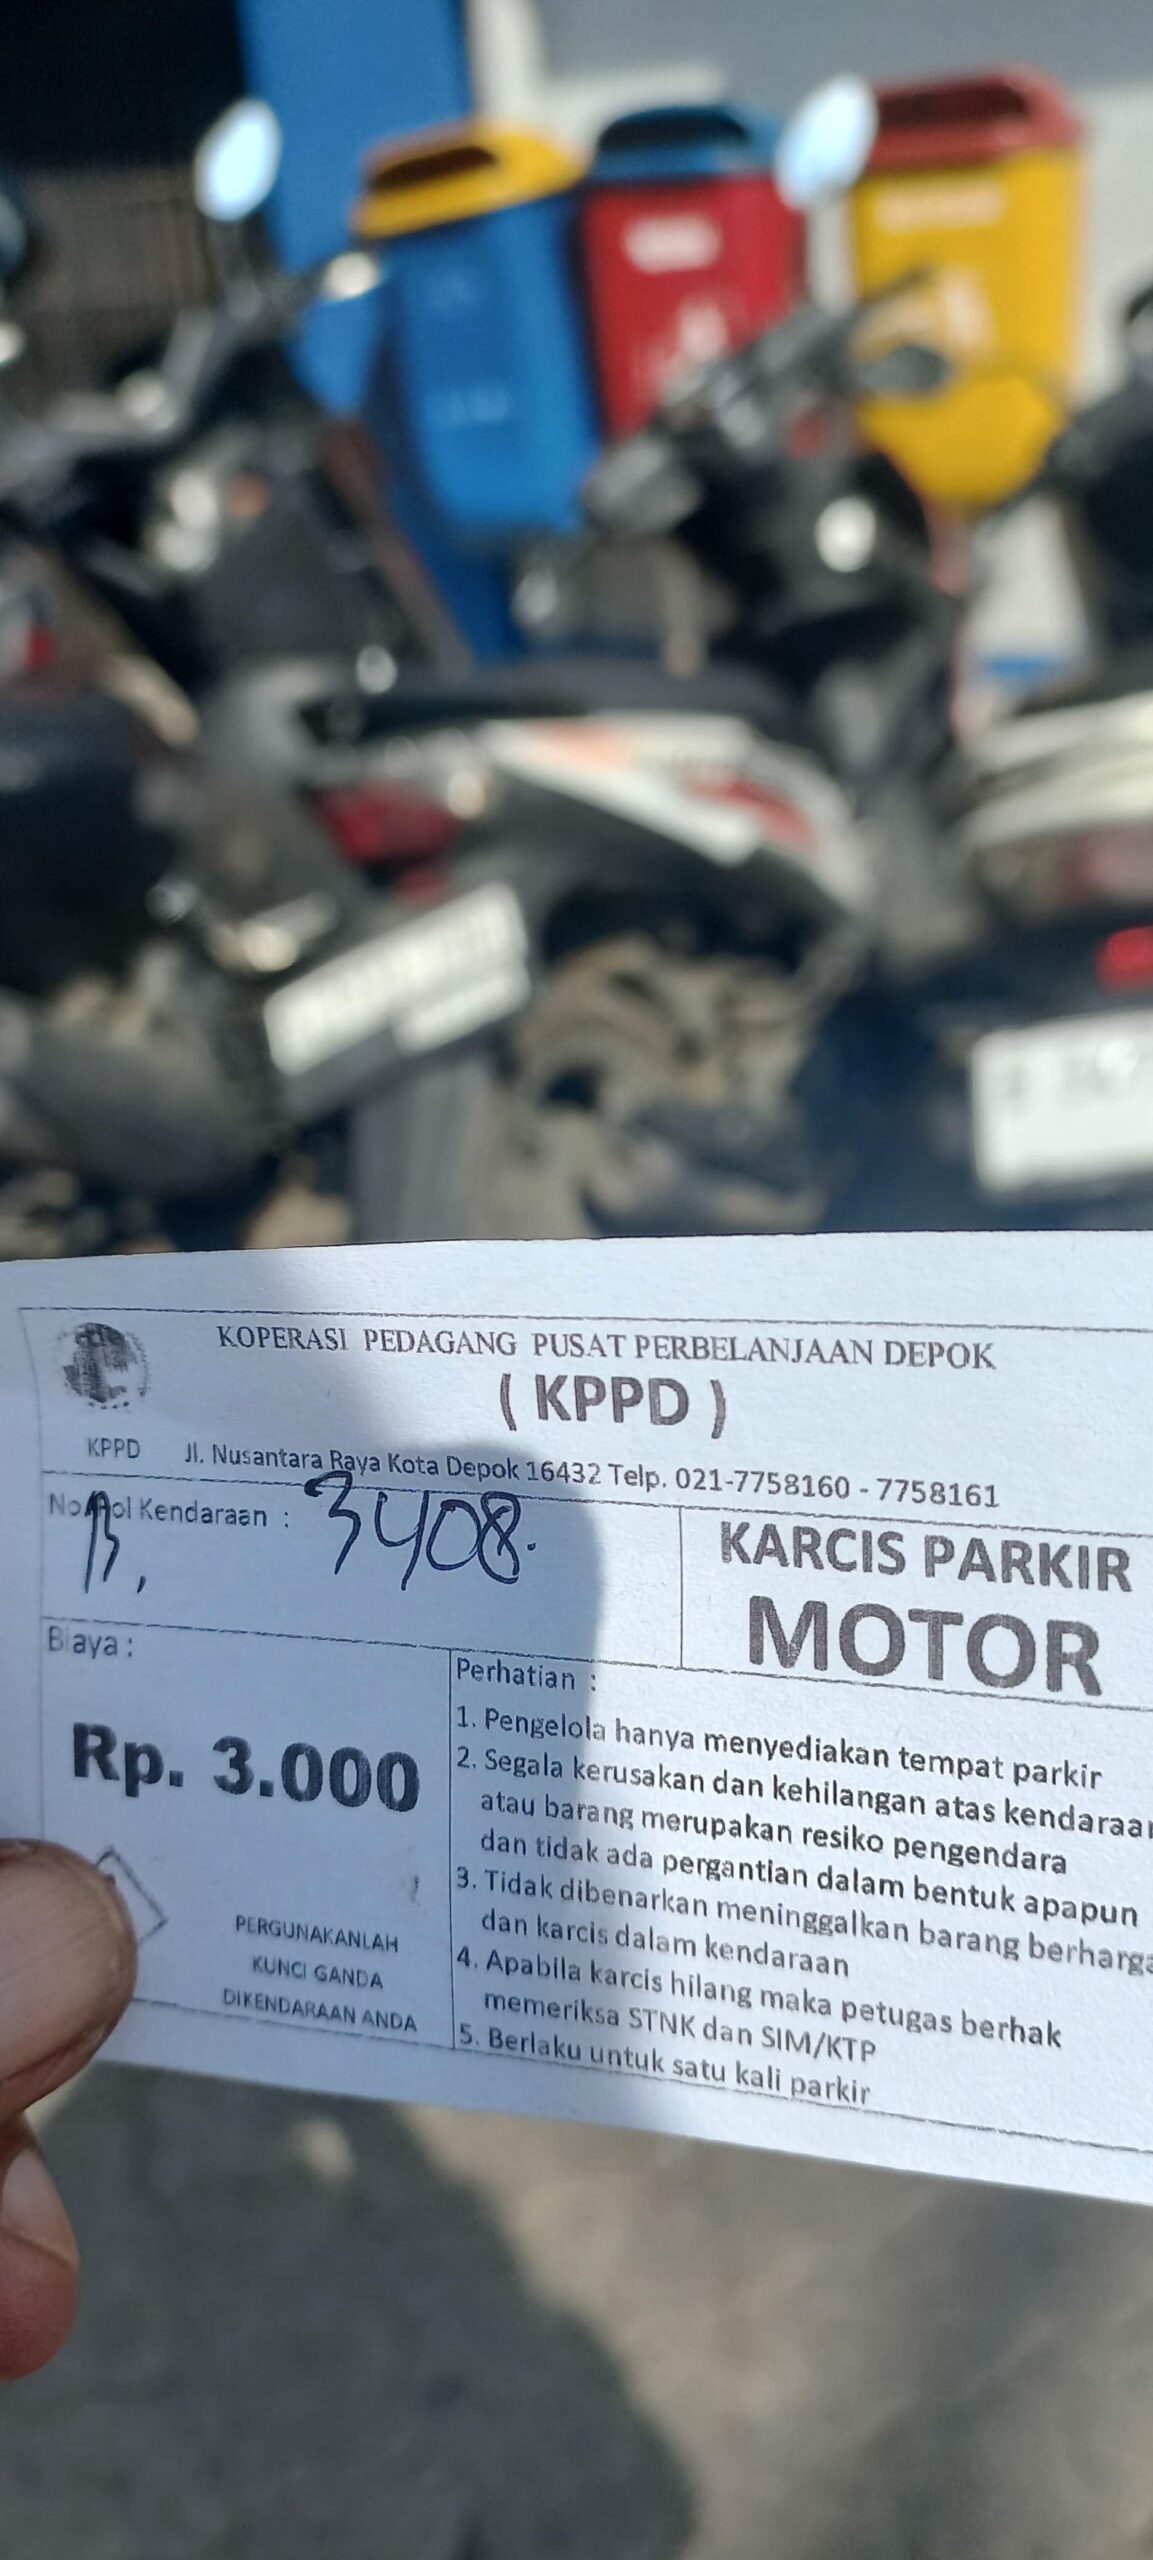 KOPERASI PEDAGANG PUSAT PERBELANJAAN DEPOK
( KPPD )
KPPD Jl. Nusantara Raya Kota Depok 16432 Telp. 021-7758160 - 7758161
No. Pol Kendaraan :
B, 3408.
KARCIS PARKIR
MOTOR
Biaya :
Rp. 3.000
PERGUNAKANLAH
KUNCI GANDA
DIKENDARAAN ANDA
Perhatian :
1. Pengelola hanya menyediakan tempat parkir
2. Segala kerusakan dan kehilangan atas kendaraan
atau barang merupakan resiko pengendara
dan tidak ada pergantian dalam bentuk apapun
3. Tidak dibenarkan meninggalkan barang berharga
dan karcis dalam kendaraan
4. Apabila karcis hilang maka petugas berhak
memeriksa STNK dan SIM/KTP
5. Berlaku untuk satu kali parkir